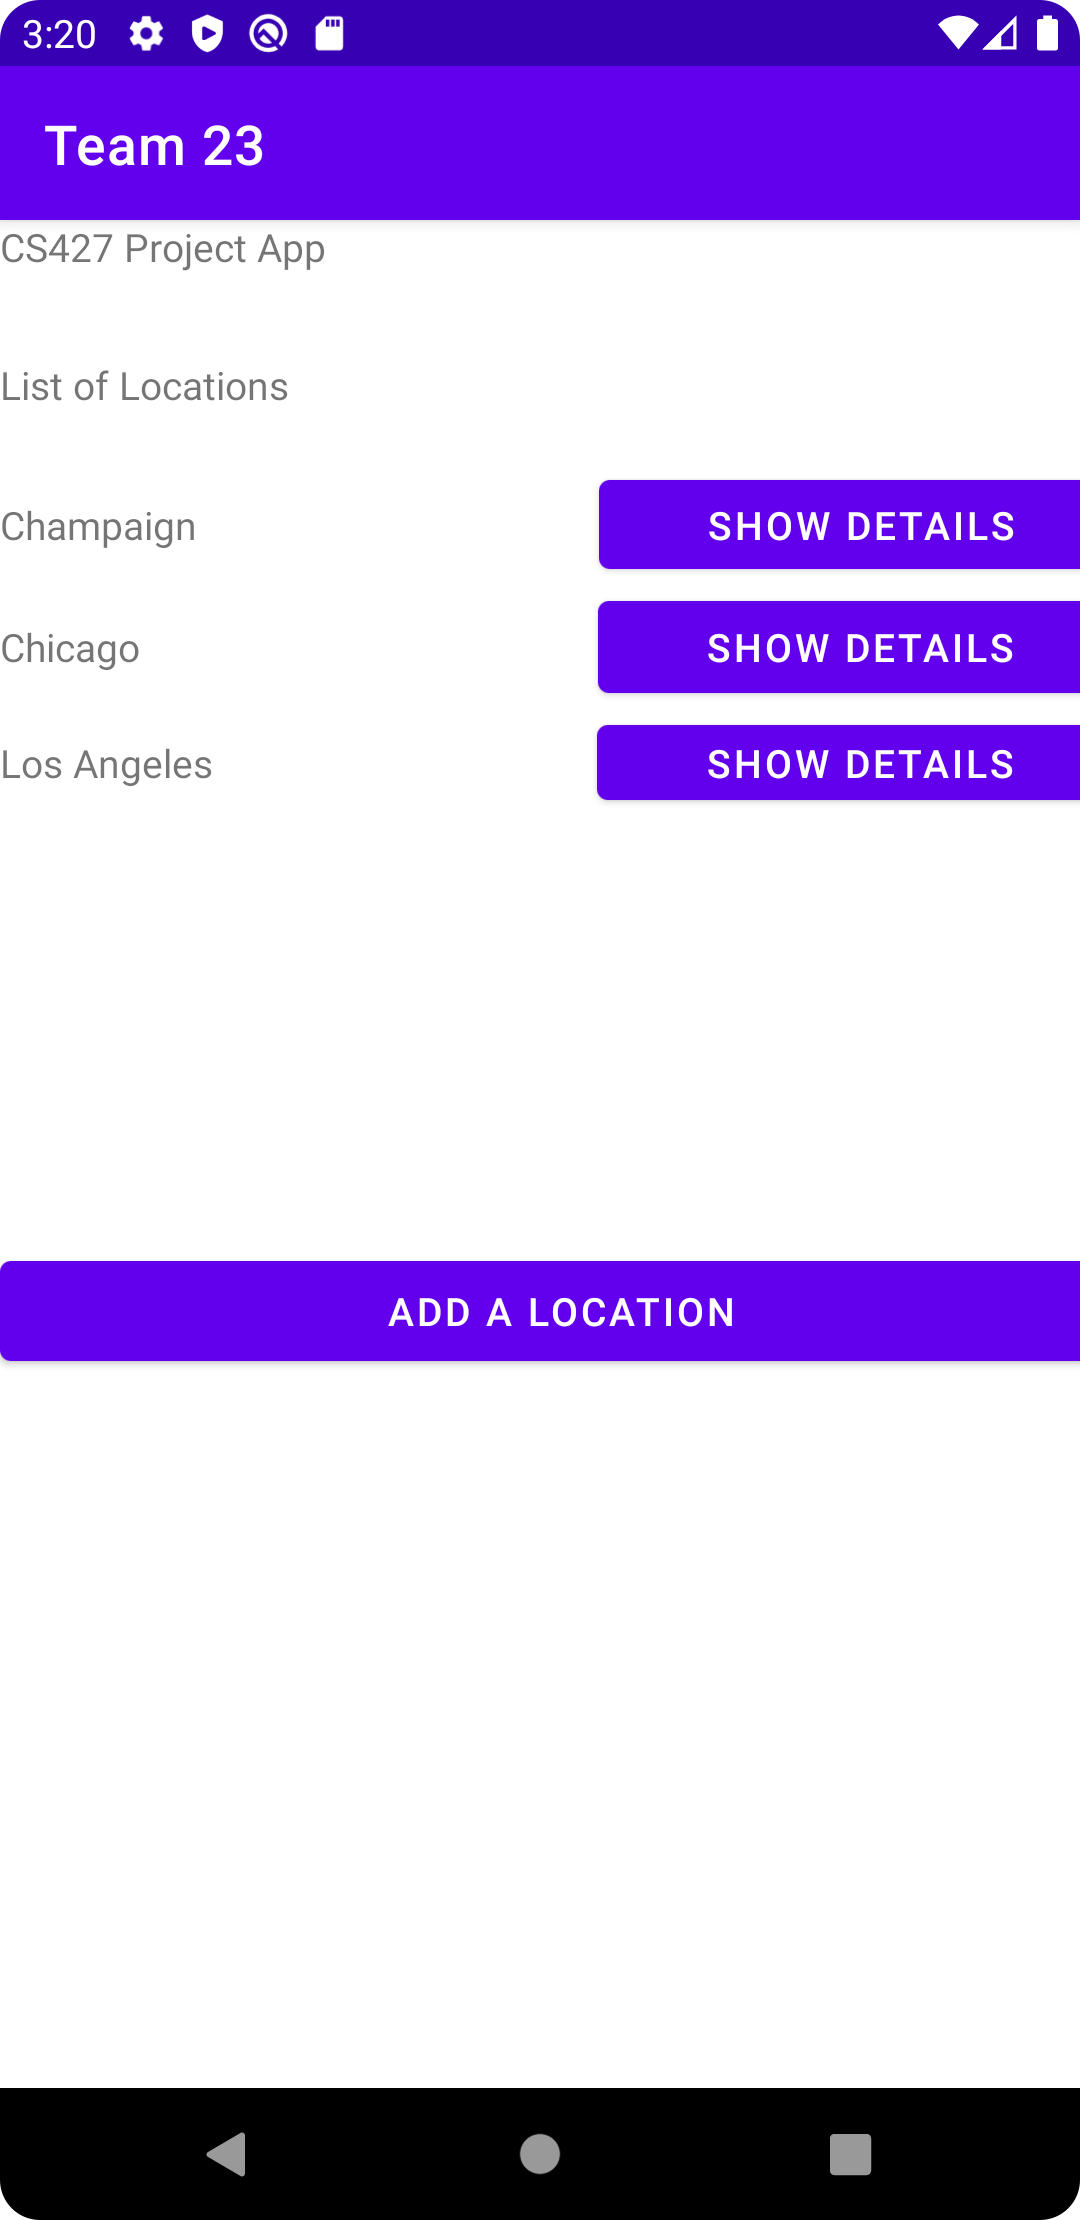 3:20
Team 23
CS427 Project App
List of Locations
Champaign SHOW DETAILS
Chicago SHOW DETAILS
Los Angeles SHOW DETAILS
ADD A LOCATION